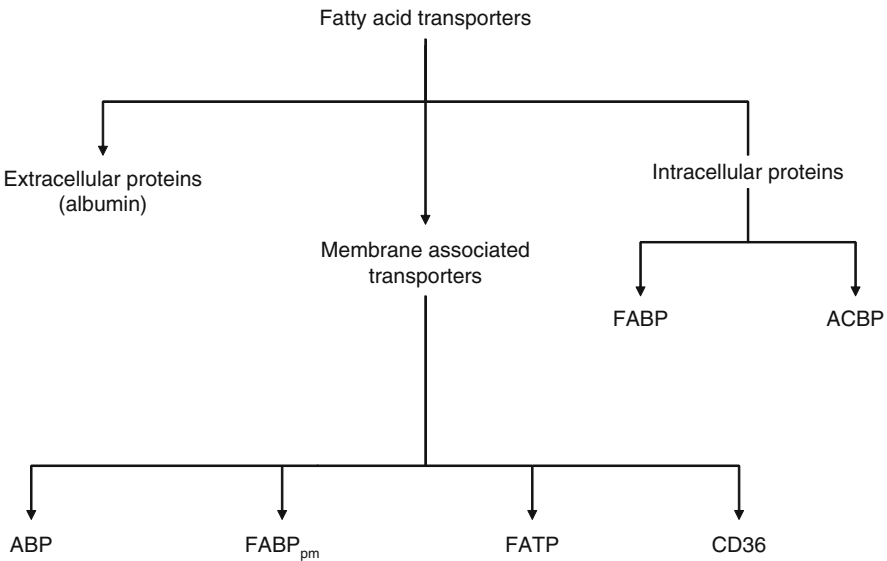 Fatty acid transporters
Extracellular proteins
(albumin)
Intracellular proteins
Membrane associated
transporters
FABP
ACBP
ABP
FABPpm
FATP
CD36